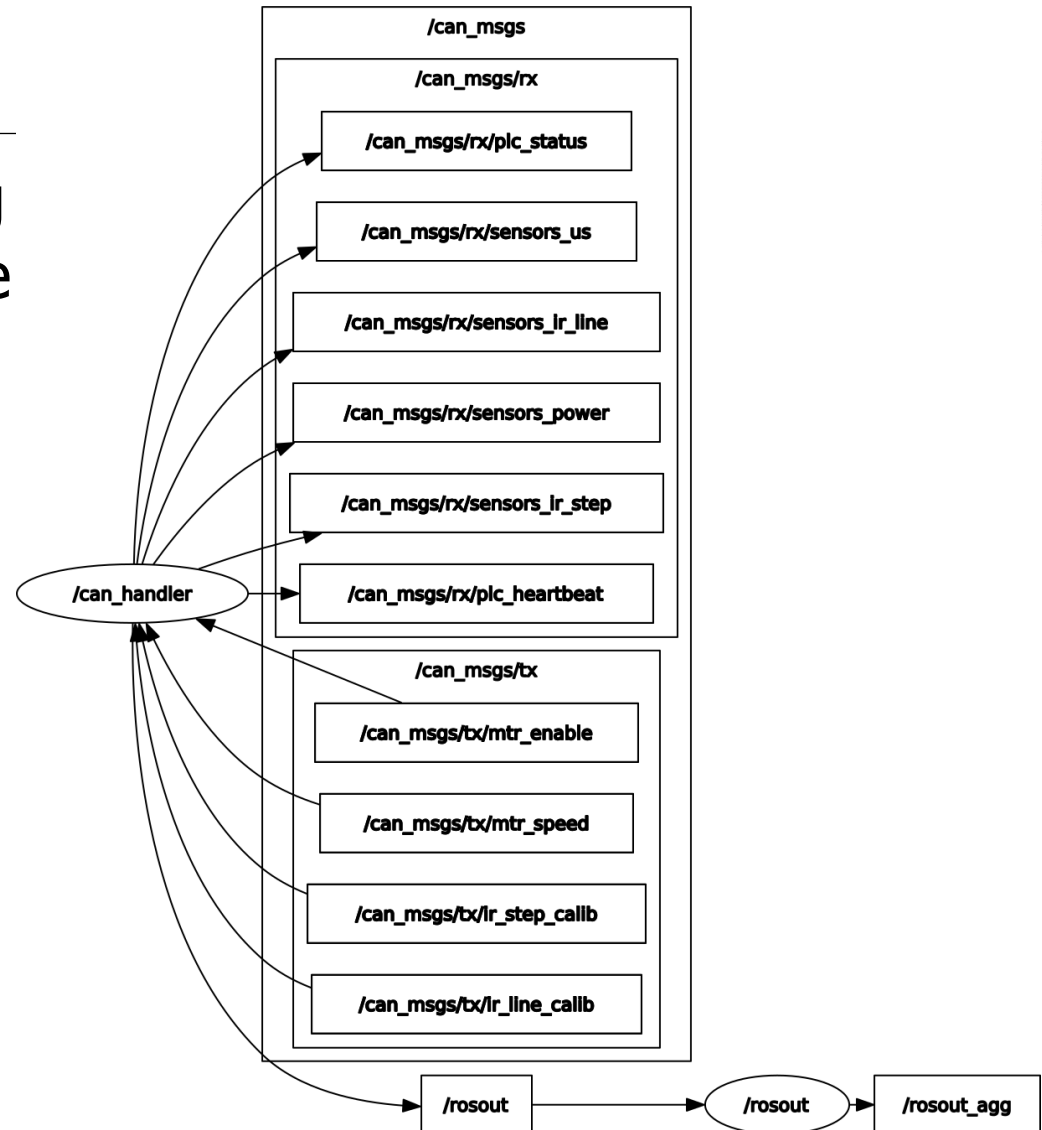 /can_msgs
/can_msgs/rx
/can_msgs/rx/plc_status
g
/can_msgs/rx/sensors_us
e
/can_msgs/rx/sensors_ir_line
/can_msgs/rx/sensors_power
/can_msgs/rx/sensors_ir_step
/can_handler
/can_msgs/rx/plc_heartbeat
/can_msgs/tx
/can_msgs/tx/mtr_enable
/can_msgs/tx/mtr_speed
/can_msgs/tx/ir_step_calib
/can_msgs/tx/ir_line_calib
/rosout
/rosout
/rosout_agg